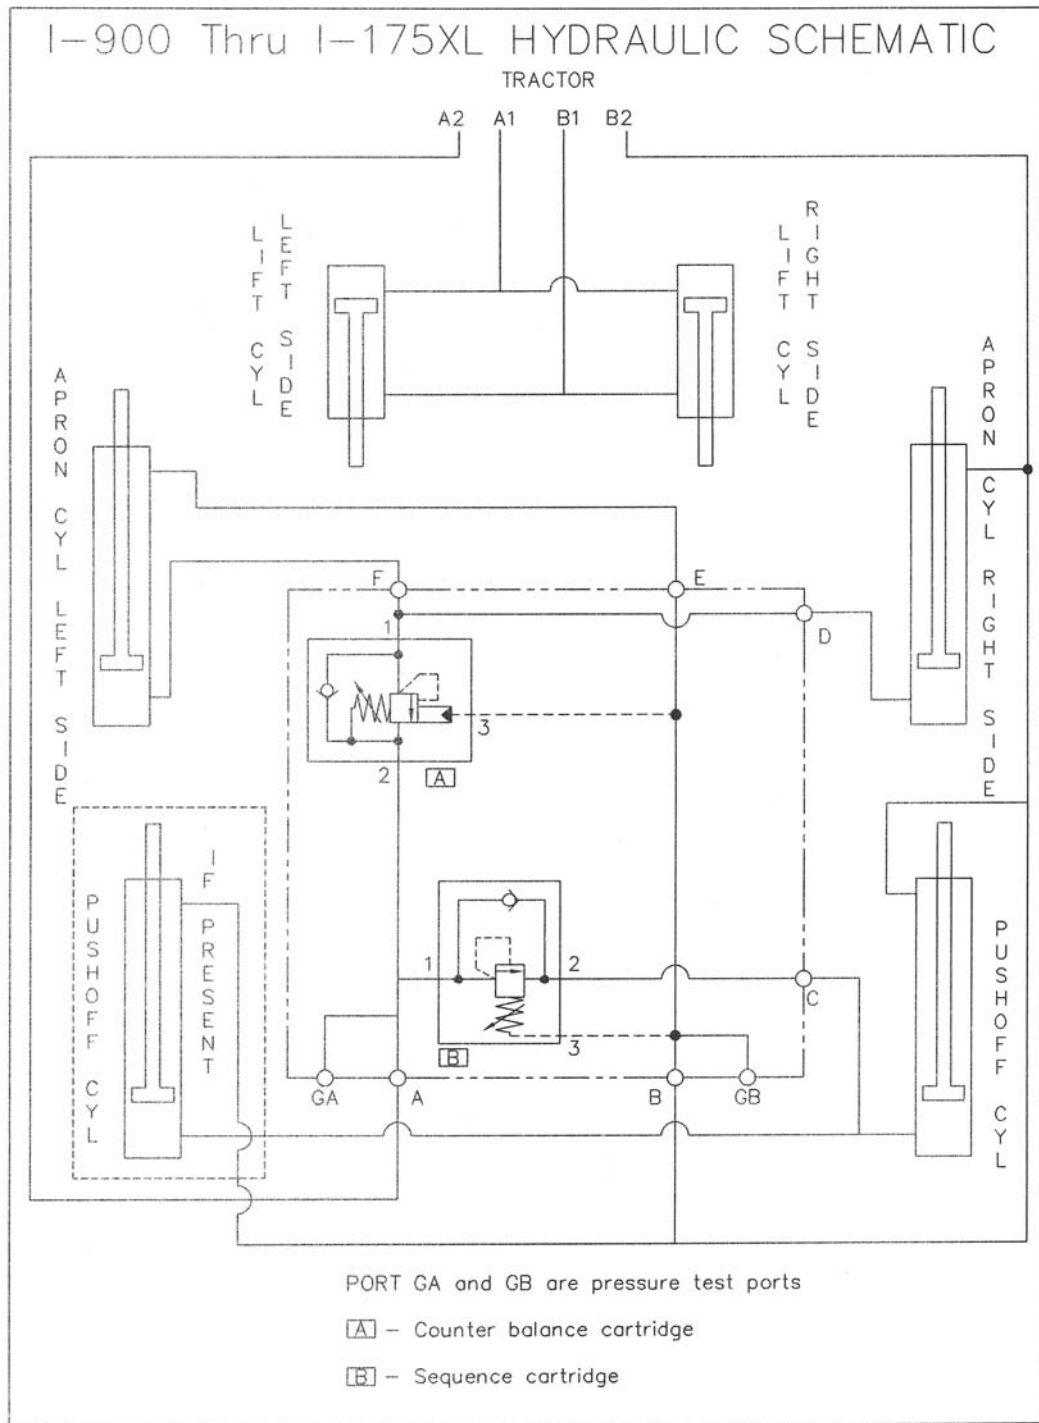 I-900 Thru I-175XL HYDRAULIC SCHEMATIC
TRACTOR
A2 A1 B1 B2
LEFT SIDE
LIFT CYL
RIGHT SIDE
LIFT CYL
APRON CYL LEFT SIDE
APRON CYL RIGHT SIDE
F
E
1
D
3
2
A
IF PRESENT
PUSHOFF CYL
PUSHOFF CYL
1
2
C
3
B
GA
A
B
GB
PORT GA and GB are pressure test ports
A - Counter balance cartridge
B - Sequence cartridge